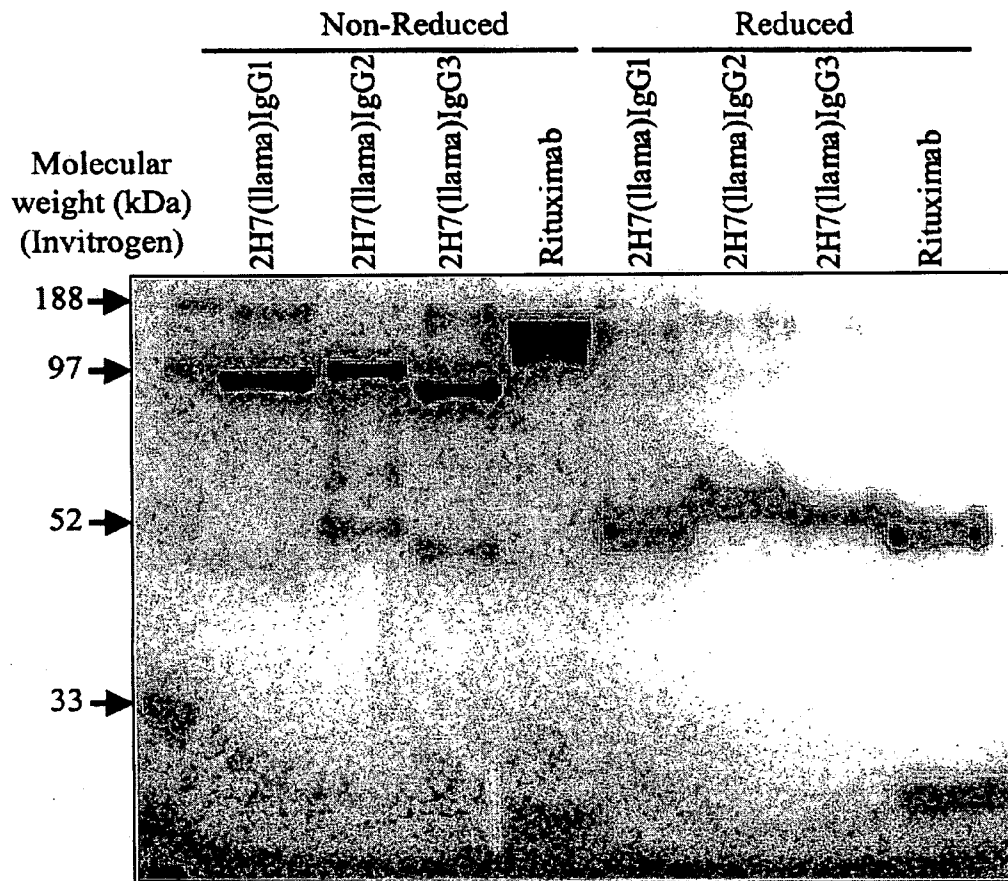 Non-Reduced
Reduced
2H7(llama)IgG1
2H7(llama)IgG2
2H7(llama)IgG3
Rituximab
2H7(llama)IgG1
2H7(llama)IgG2
2H7(llama)IgG3
Rituximab
Molecular
weight (kDa)
(Invitrogen)
188
97
52
33